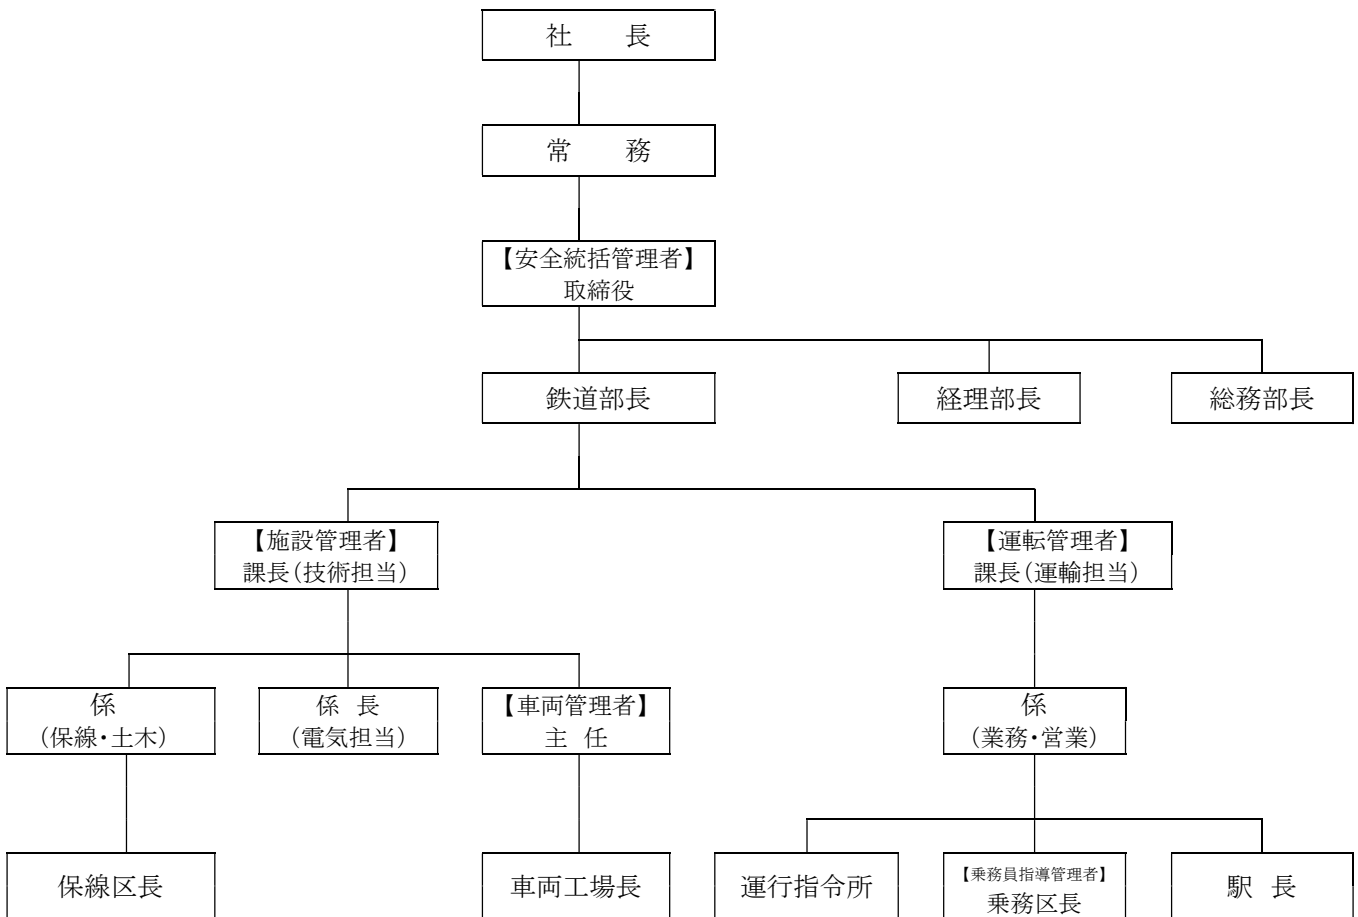 社　　長
常　　務
【安全統括管理者】
取締役
鉄道部長
経理部長
総務部長
【施設管理者】
課長(技術担当)
【運転管理者】
課長(運輸担当)
係
(保線・土木)
係 長
(電気担当)
【車両管理者】
主 任
係
(業務・営業)
保線区長
車両工場長
運行指令所
【乗務員指導管理者】
乗務区長
駅 長